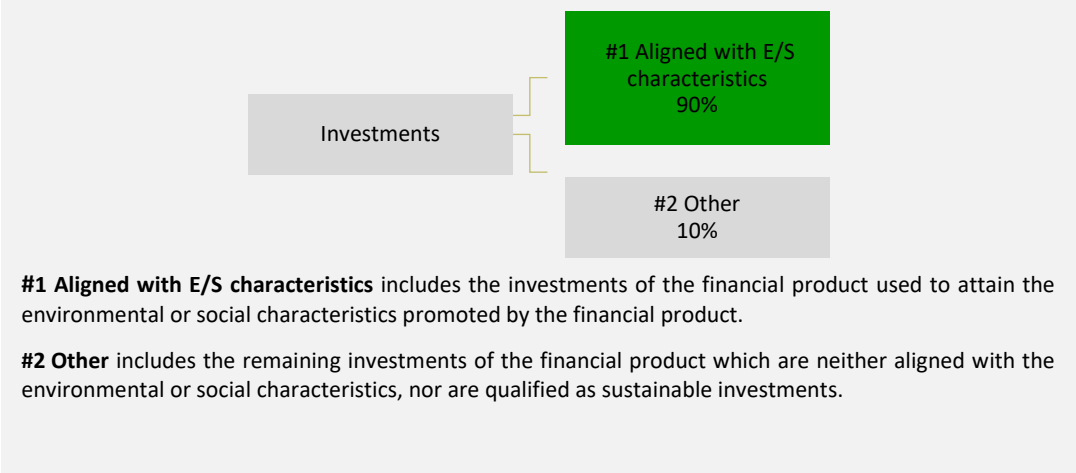 #1 Aligned with E/S
characteristics
90%
Investments
#2 Other
10%
#1 Aligned with E/S characteristics includes the investments of the financial product used to attain the
environmental or social characteristics promoted by the financial product.
#2 Other includes the remaining investments of the financial product which are neither aligned with the
environmental or social characteristics, nor are qualified as sustainable investments.